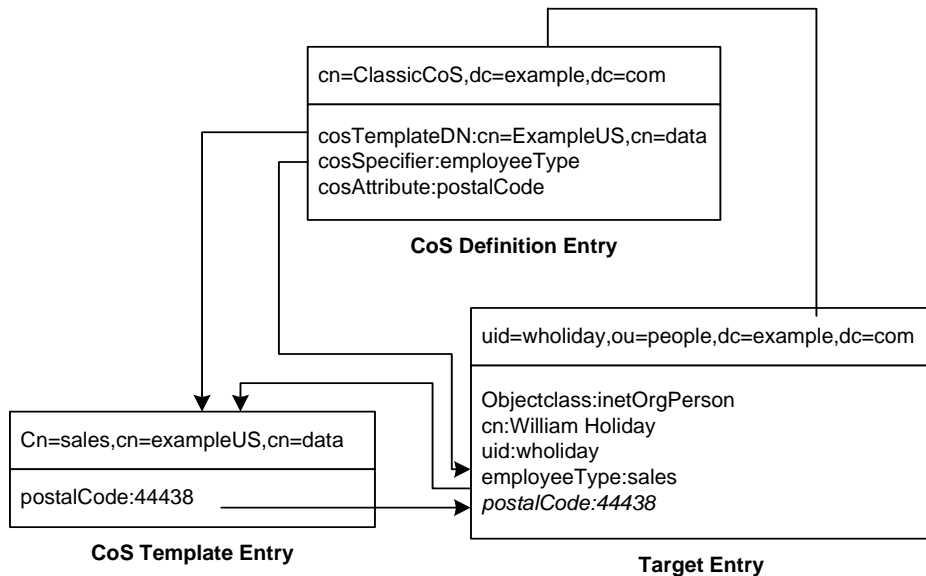 cn=ClassicCoS,dc=example,dc=com
cosTemplateDN:cn=ExampleUS,cn=data
cosSpecifier:employeeType
cosAttribute:postalCode
CoS Definition Entry
uid=wholiday,ou=people,dc=example,dc=com
Objectclass:inetOrgPerson
cn:William Holiday
uid:wholiday
employeeType:sales
postalCode:44438
Target Entry
Cn=sales,cn=exampleUS,cn=data
postalCode:44438
CoS Template Entry